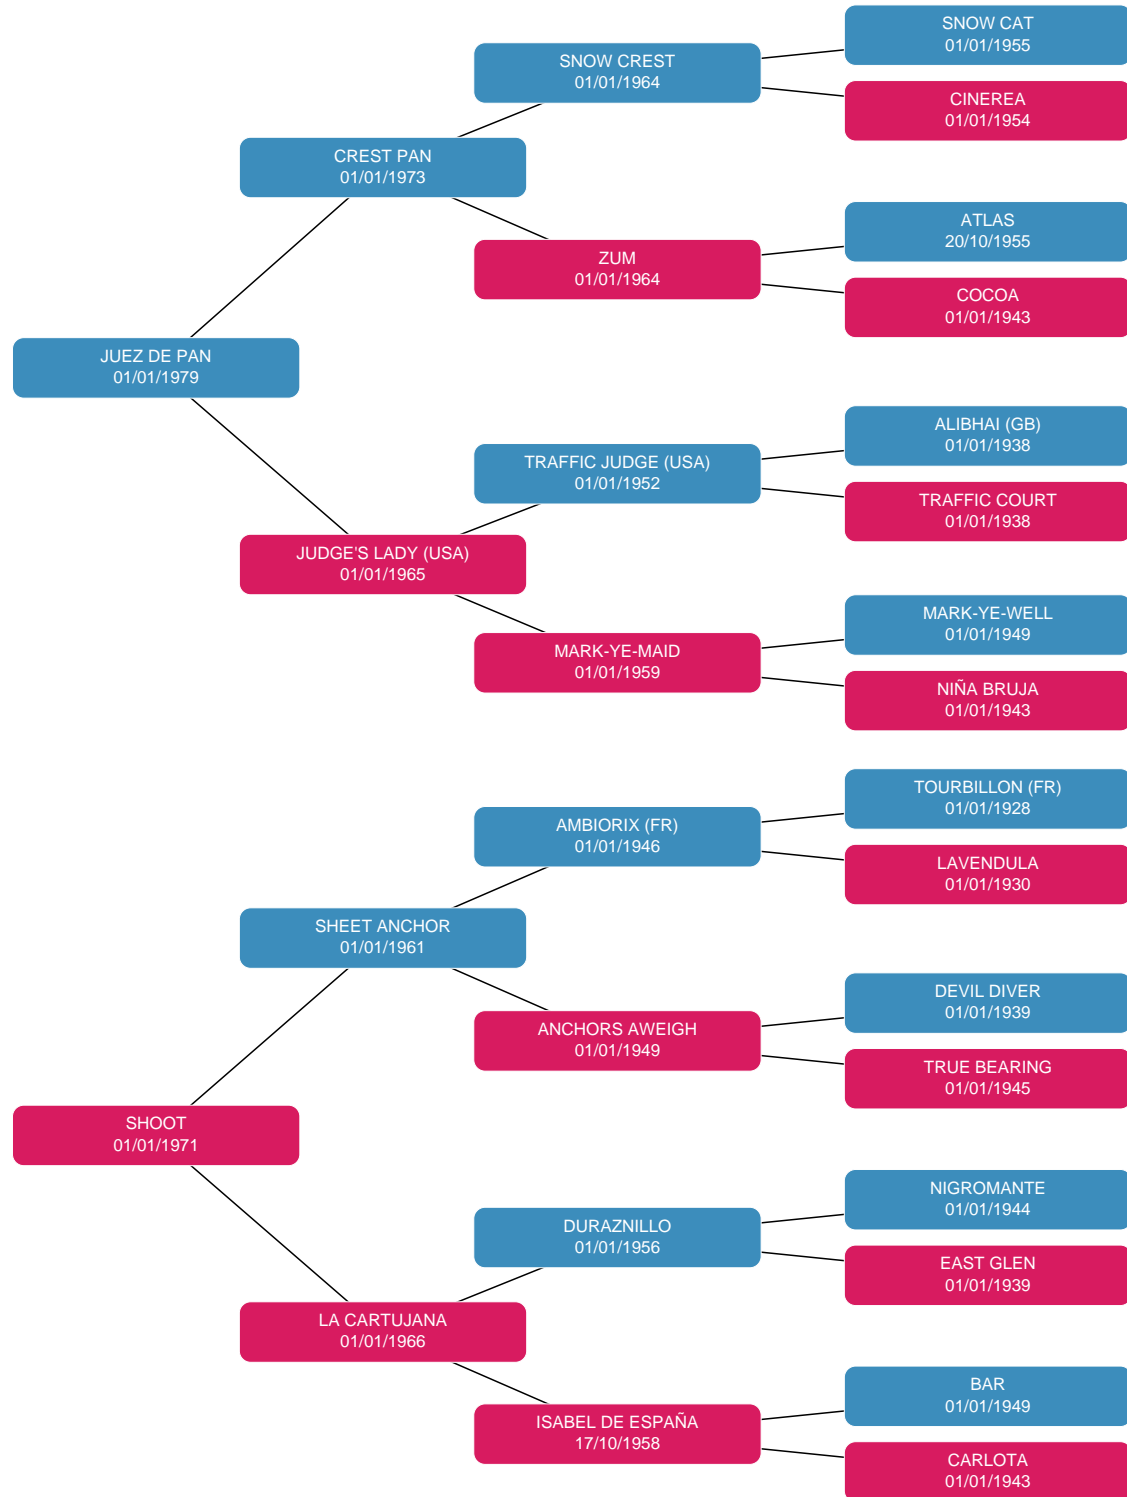 SNOW CAT
01/01/1955
SNOW CREST
01/01/1964
CINEREA
01/01/1954
CREST PAN
01/01/1973
ATLAS
20/10/1955
ZUM
01/01/1964
COCOA
01/01/1943
JUEZ DE PAN
01/01/1979
ALIBHAI (GB)
01/01/1938
TRAFFIC JUDGE (USA)
01/01/1952
TRAFFIC COURT
01/01/1938
JUDGE'S LADY (USA)
01/01/1965
MARK-YE-WELL
01/01/1949
MARK-YE-MAID
01/01/1959
NIÑA BRUJA
01/01/1943
TOURBILLON (FR)
01/01/1928
AMBIORIX (FR)
01/01/1946
LAVENDULA
01/01/1930
SHEET ANCHOR
01/01/1961
DEVIL DIVER
01/01/1939
ANCHORS AWEIGH
01/01/1949
TRUE BEARING
01/01/1945
SHOOT
01/01/1971
NIGROMANTE
01/01/1944
DURAZNILLO
01/01/1956
EAST GLEN
01/01/1939
LA CARTUJANA
01/01/1966
BAR
01/01/1949
ISABEL DE ESPAÑA
17/10/1958
CARLOTA
01/01/1943